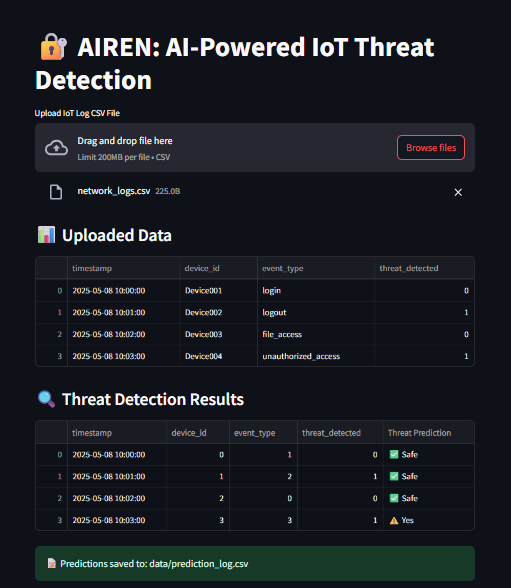 AIREN: AI-Powered IoT Threat
Detection
Upload IoT Log CSV File
Drag and drop file here
Limit 200MB per file • CSV
Browse files
network_logs.csv 225.0B
Uploaded Data
timestamp device_id event_type threat_detected
0 2025-05-08 10:00:00 Device001 login 0
1 2025-05-08 10:01:00 Device002 logout 1
2 2025-05-08 10:02:00 Device003 file_access 0
3 2025-05-08 10:03:00 Device004 unauthorized_access 1
Threat Detection Results
timestamp device_id event_type threat_detected Threat Prediction
0 2025-05-08 10:00:00 0 1 0 ✅ Safe
1 2025-05-08 10:01:00 1 2 1 ✅ Safe
2 2025-05-08 10:02:00 2 0 0 ✅ Safe
3 2025-05-08 10:03:00 3 3 1 ⚠️ Yes
Predictions saved to: data/prediction_log.csv